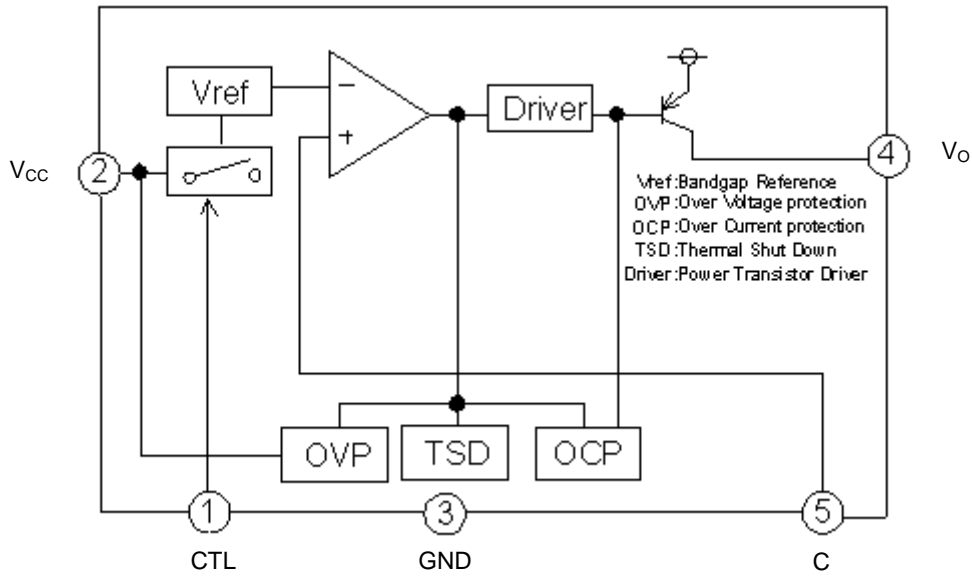 Vref
−
+
Driver
VCC
2
4
VO
Vref:Bandgap Reference
OVP:Over Voltage protection
OCP:Over Current protection
TSD:Thermal Shut Down
Driver:Power Transistor Driver
OVP
TSD
OCP
1
3
5
CTL
GND
C